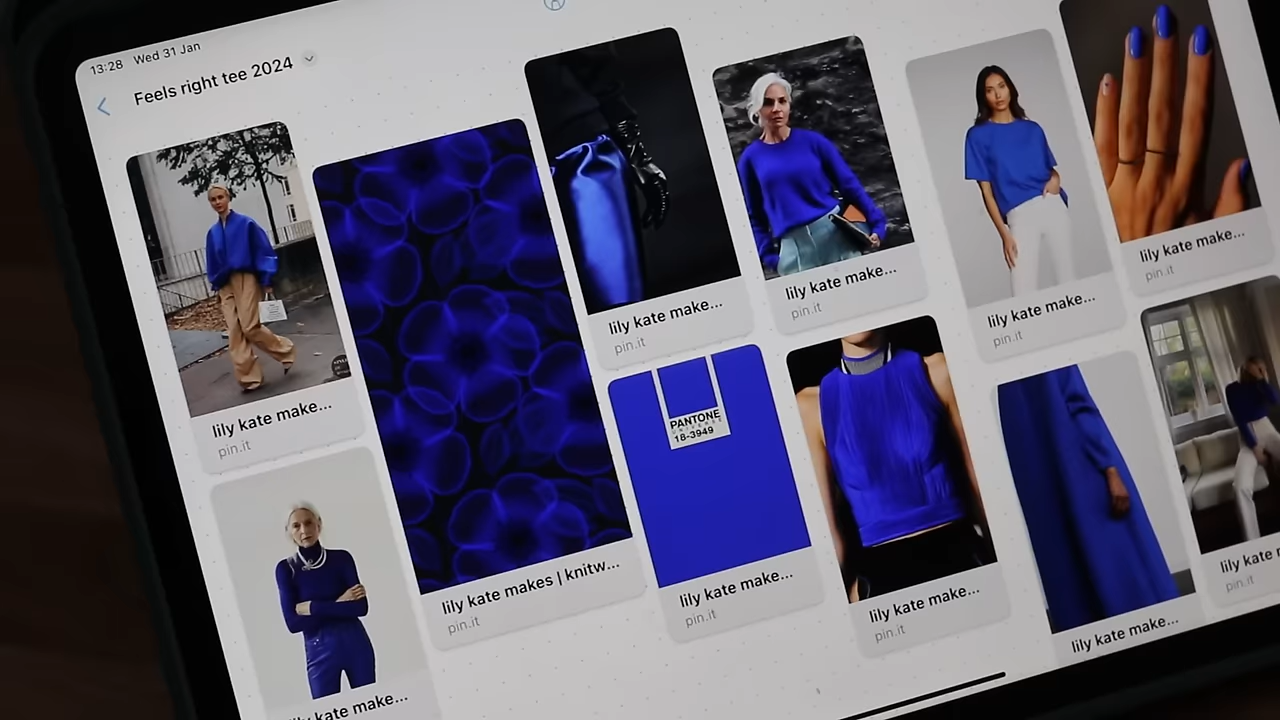 13:28 Wed 31 Jan
Feels right tee 2024
lily kate make...
pin.it
lily kate makes | knitw...
pin.it
lily kate make...
pin.it
lily kate make...
pin.it
lily kate make...
pin.it
lily kate make...
pin.it
PANTONE
UNIVERSE
18-3949
lily kate make...
pin.it
lily kate make...
pin.it
lily kate make...
lily kate
pin.it
lily kate make...